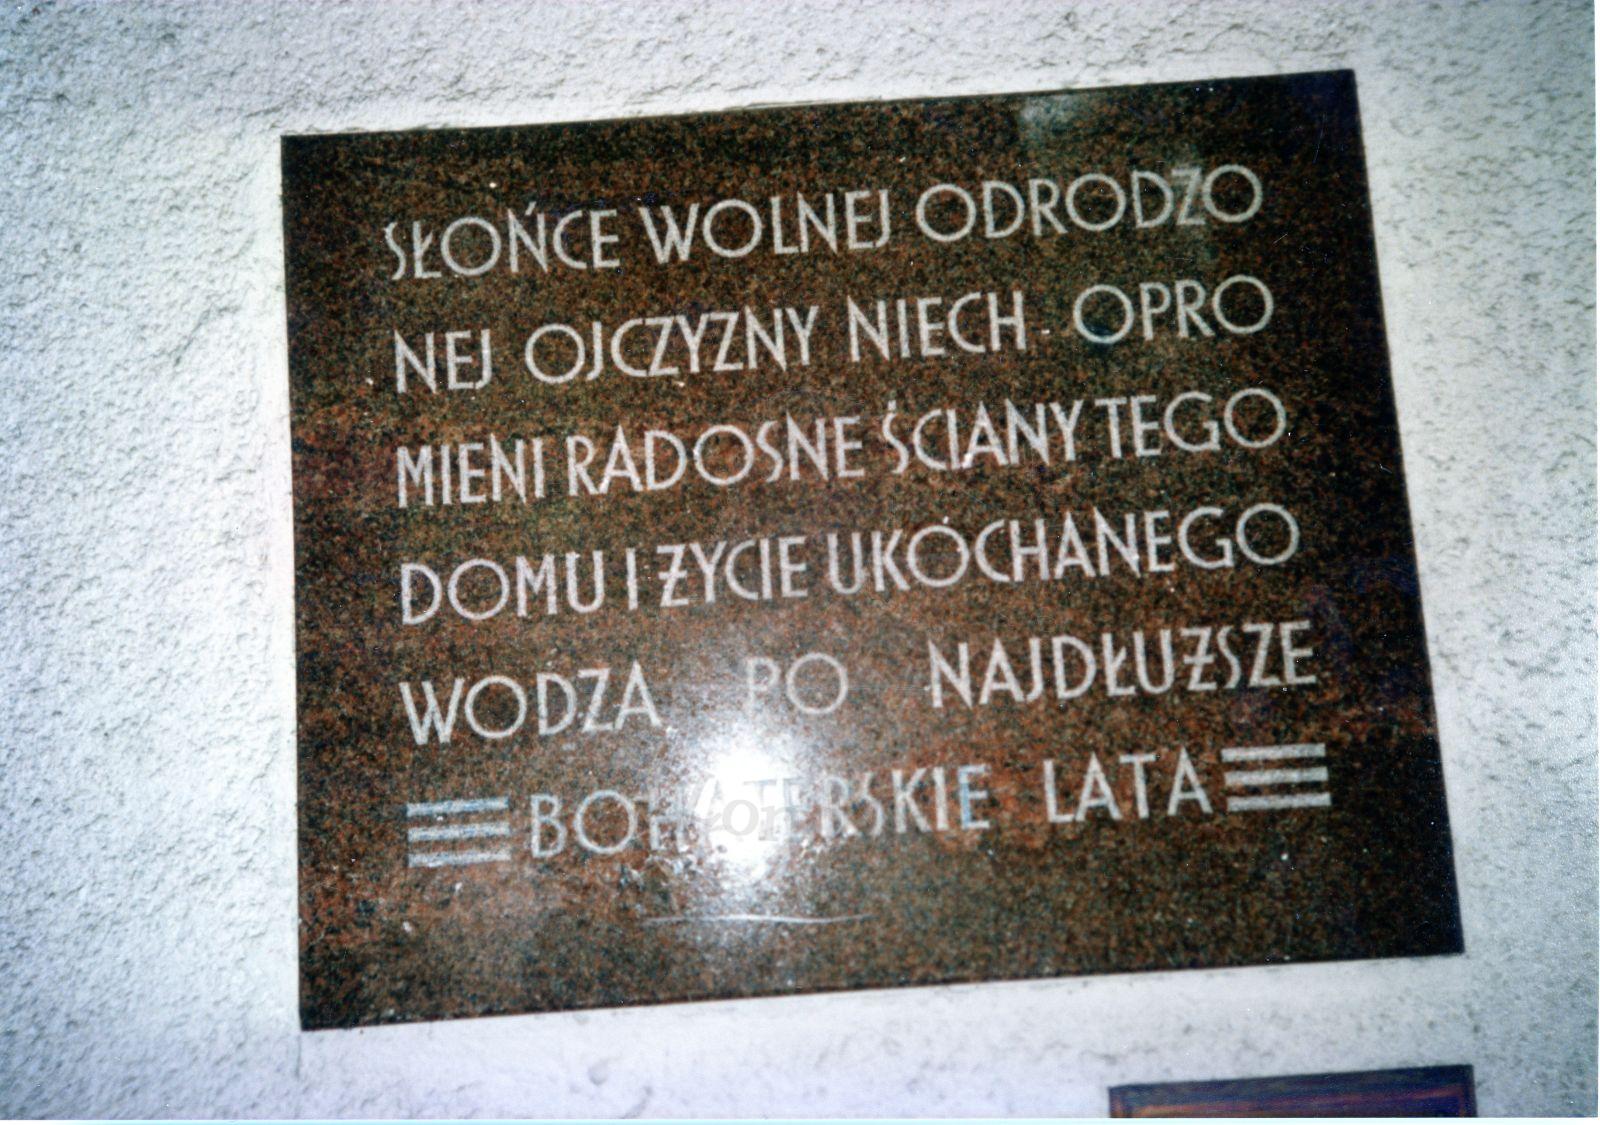 SŁOŃCE WOLNEJ ODRODZO
NEJ OJCZYZNY NIECH OPRO
MIENI RADOSNE ŚCIANY TEGO
DOMU I ŻYCIE UKOCHANEGO
WODZA PO NAJDŁUŻSZE
BOHATERSKIE LATA